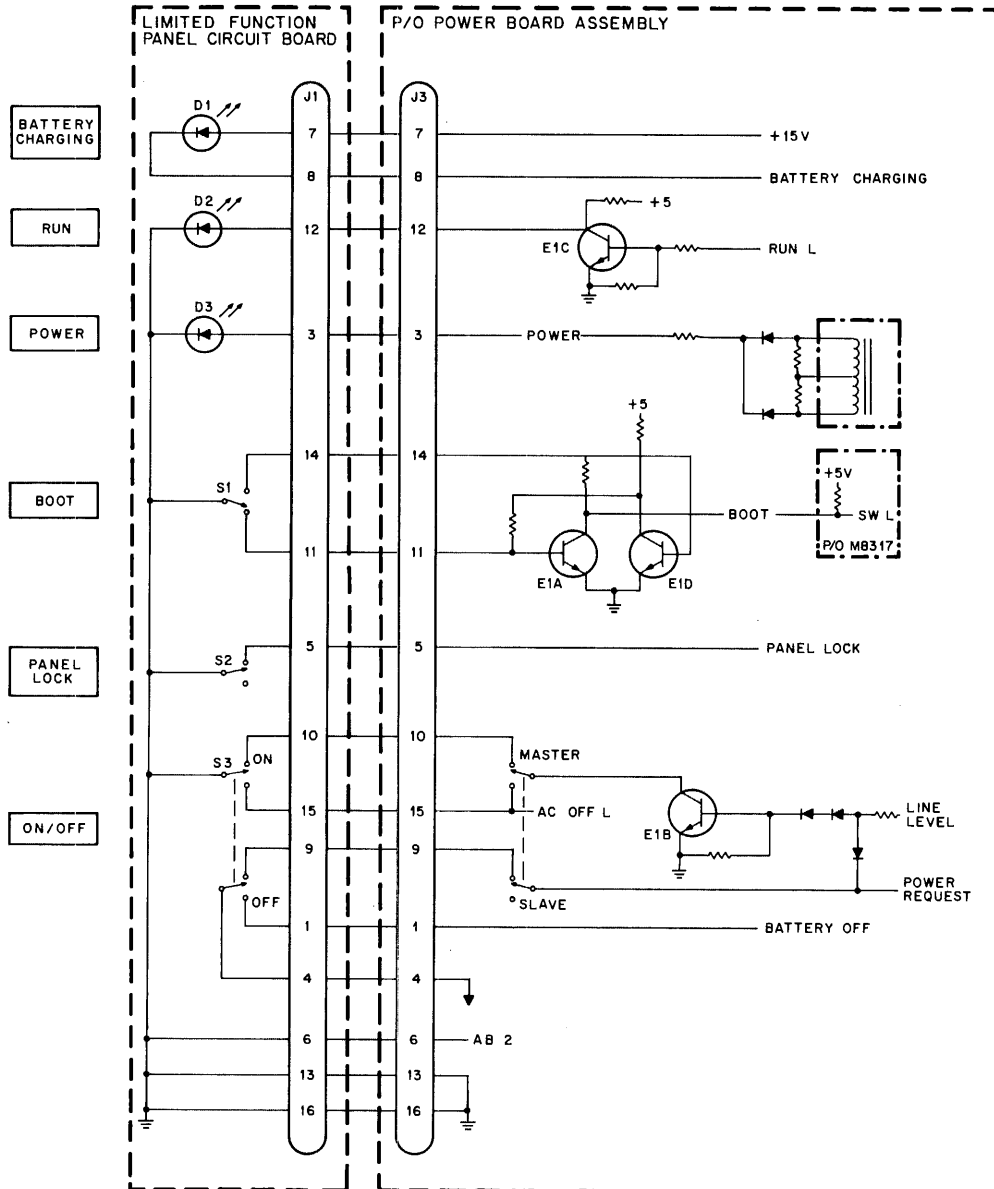 LIMITED FUNCTION
PANEL CIRCUIT BOARD
P/O POWER BOARD ASSEMBLY
J1
J3
BATTERY
CHARGING
D1
7
7
+15V
8
8
BATTERY CHARGING
RUN
D2
12
12
+5
E1C
RUN L
POWER
D3
3
3
POWER
+5
14
14
+5V
BOOT
S1
BOOT
SW L
11
11
P/O M8317
E1A
E1D
PANEL
LOCK
S2
5
5
PANEL LOCK
10
10
S3
ON
MASTER
ON/OFF
15
15
AC OFF L
E1B
LINE
LEVEL
9
9
OFF
SLAVE
POWER
REQUEST
1
1
BATTERY OFF
4
4
6
6
AB 2
13
13
16
16